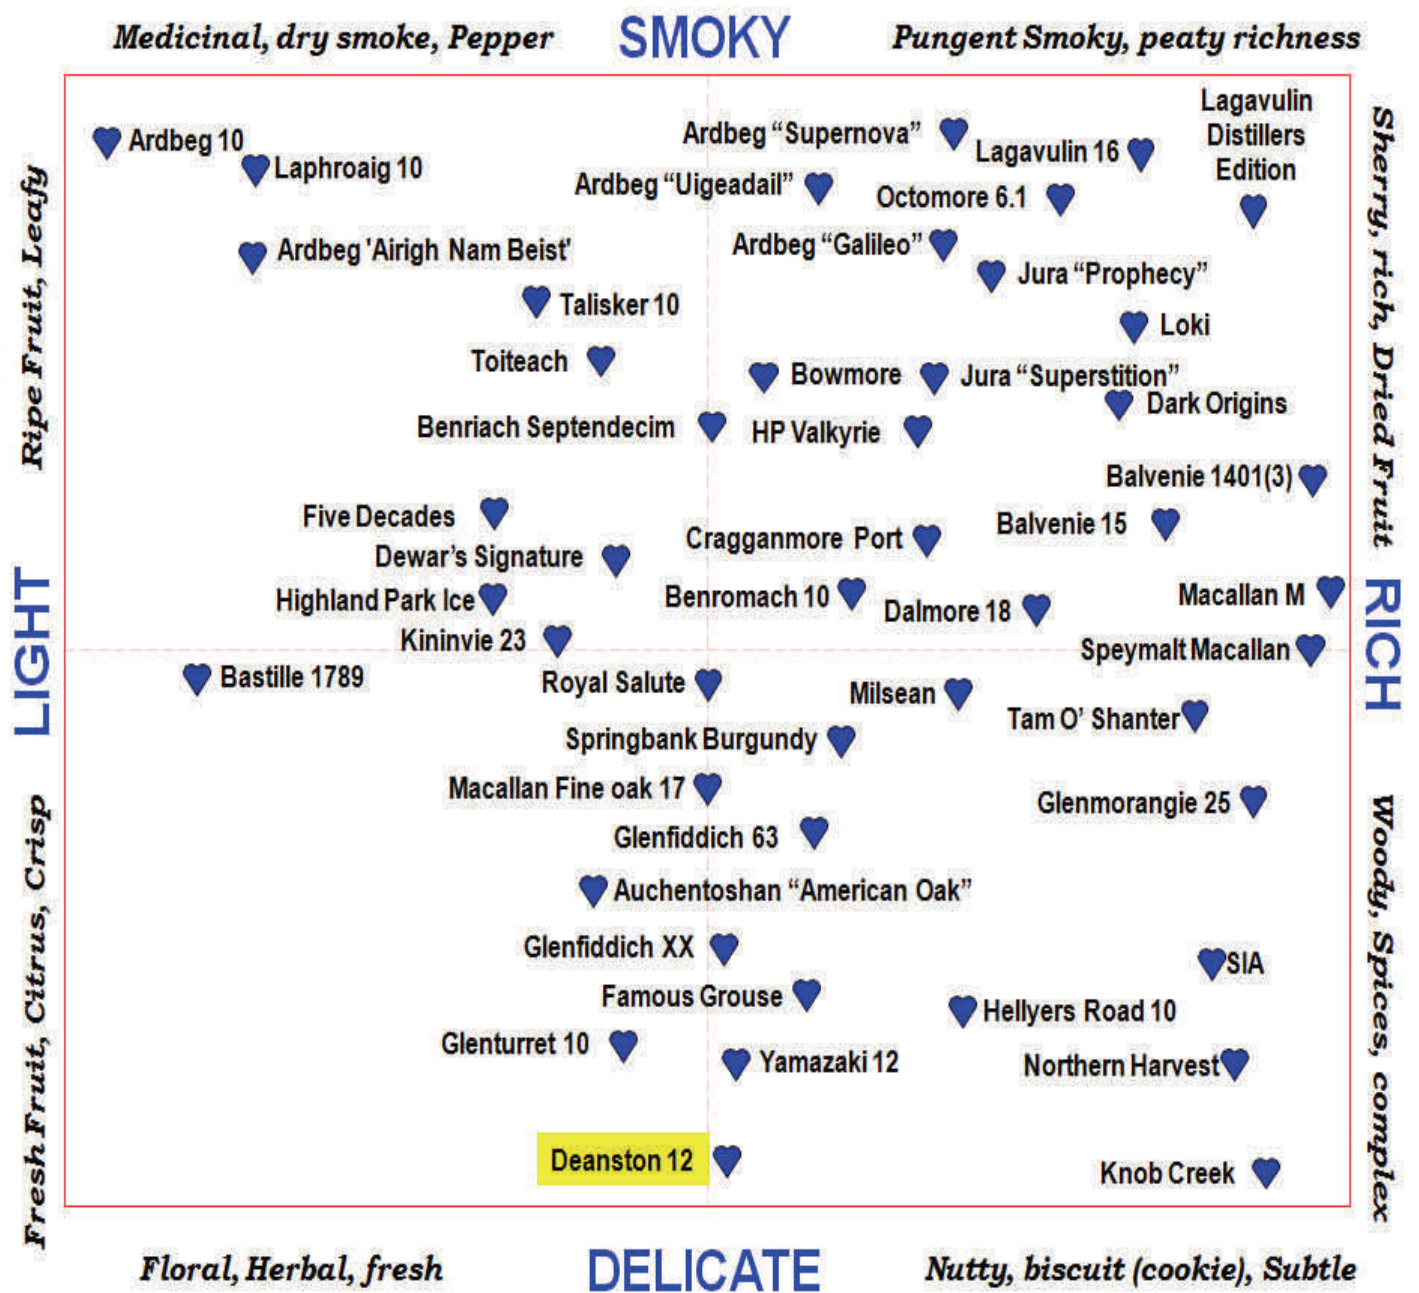 Medicinal, dry smoke, Pepper
SMOKY
Pungent Smoky, peaty richness
Ripe Fruit, Leafy
LIGHT
Fresh Fruit, Citrus, Crisp
Sherry, rich, Dried Fruit
RICH
Woody, Spices, complex
Lagavulin
Distillers
Edition
Ardbeg 10
Ardbeg “Supernova”
Lagavulin 16
Laphroaig 10
Ardbeg “Uigeadail”
Octomore 6.1
Ardbeg 'Airigh Nam Beist'
Ardbeg “Galileo”
Jura “Prophecy”
Talisker 10
Loki
Toiteach
Bowmore
Jura “Superstition”
Dark Origins
Benriach Septendecim
HP Valkyrie
Balvenie 1401(3)
Five Decades
Balvenie 15
Cragganmore Port
Dewar’s Signature
Highland Park Ice
Benromach 10
Dalmore 18
Macallan M
Kininvie 23
Speymalt Macallan
Bastille 1789
Royal Salute
Milsean
Tam O’ Shanter
Springbank Burgundy
Macallan Fine oak 17
Glenmorangie 25
Glenfiddich 63
Auchentoshan “American Oak”
Glenfiddich XX
SIA
Famous Grouse
Hellyers Road 10
Glenturret 10
Yamazaki 12
Northern Harvest
Deanston 12
Knob Creek
Floral, Herbal, fresh
DELICATE
Nutty, biscuit (cookie), Subtle